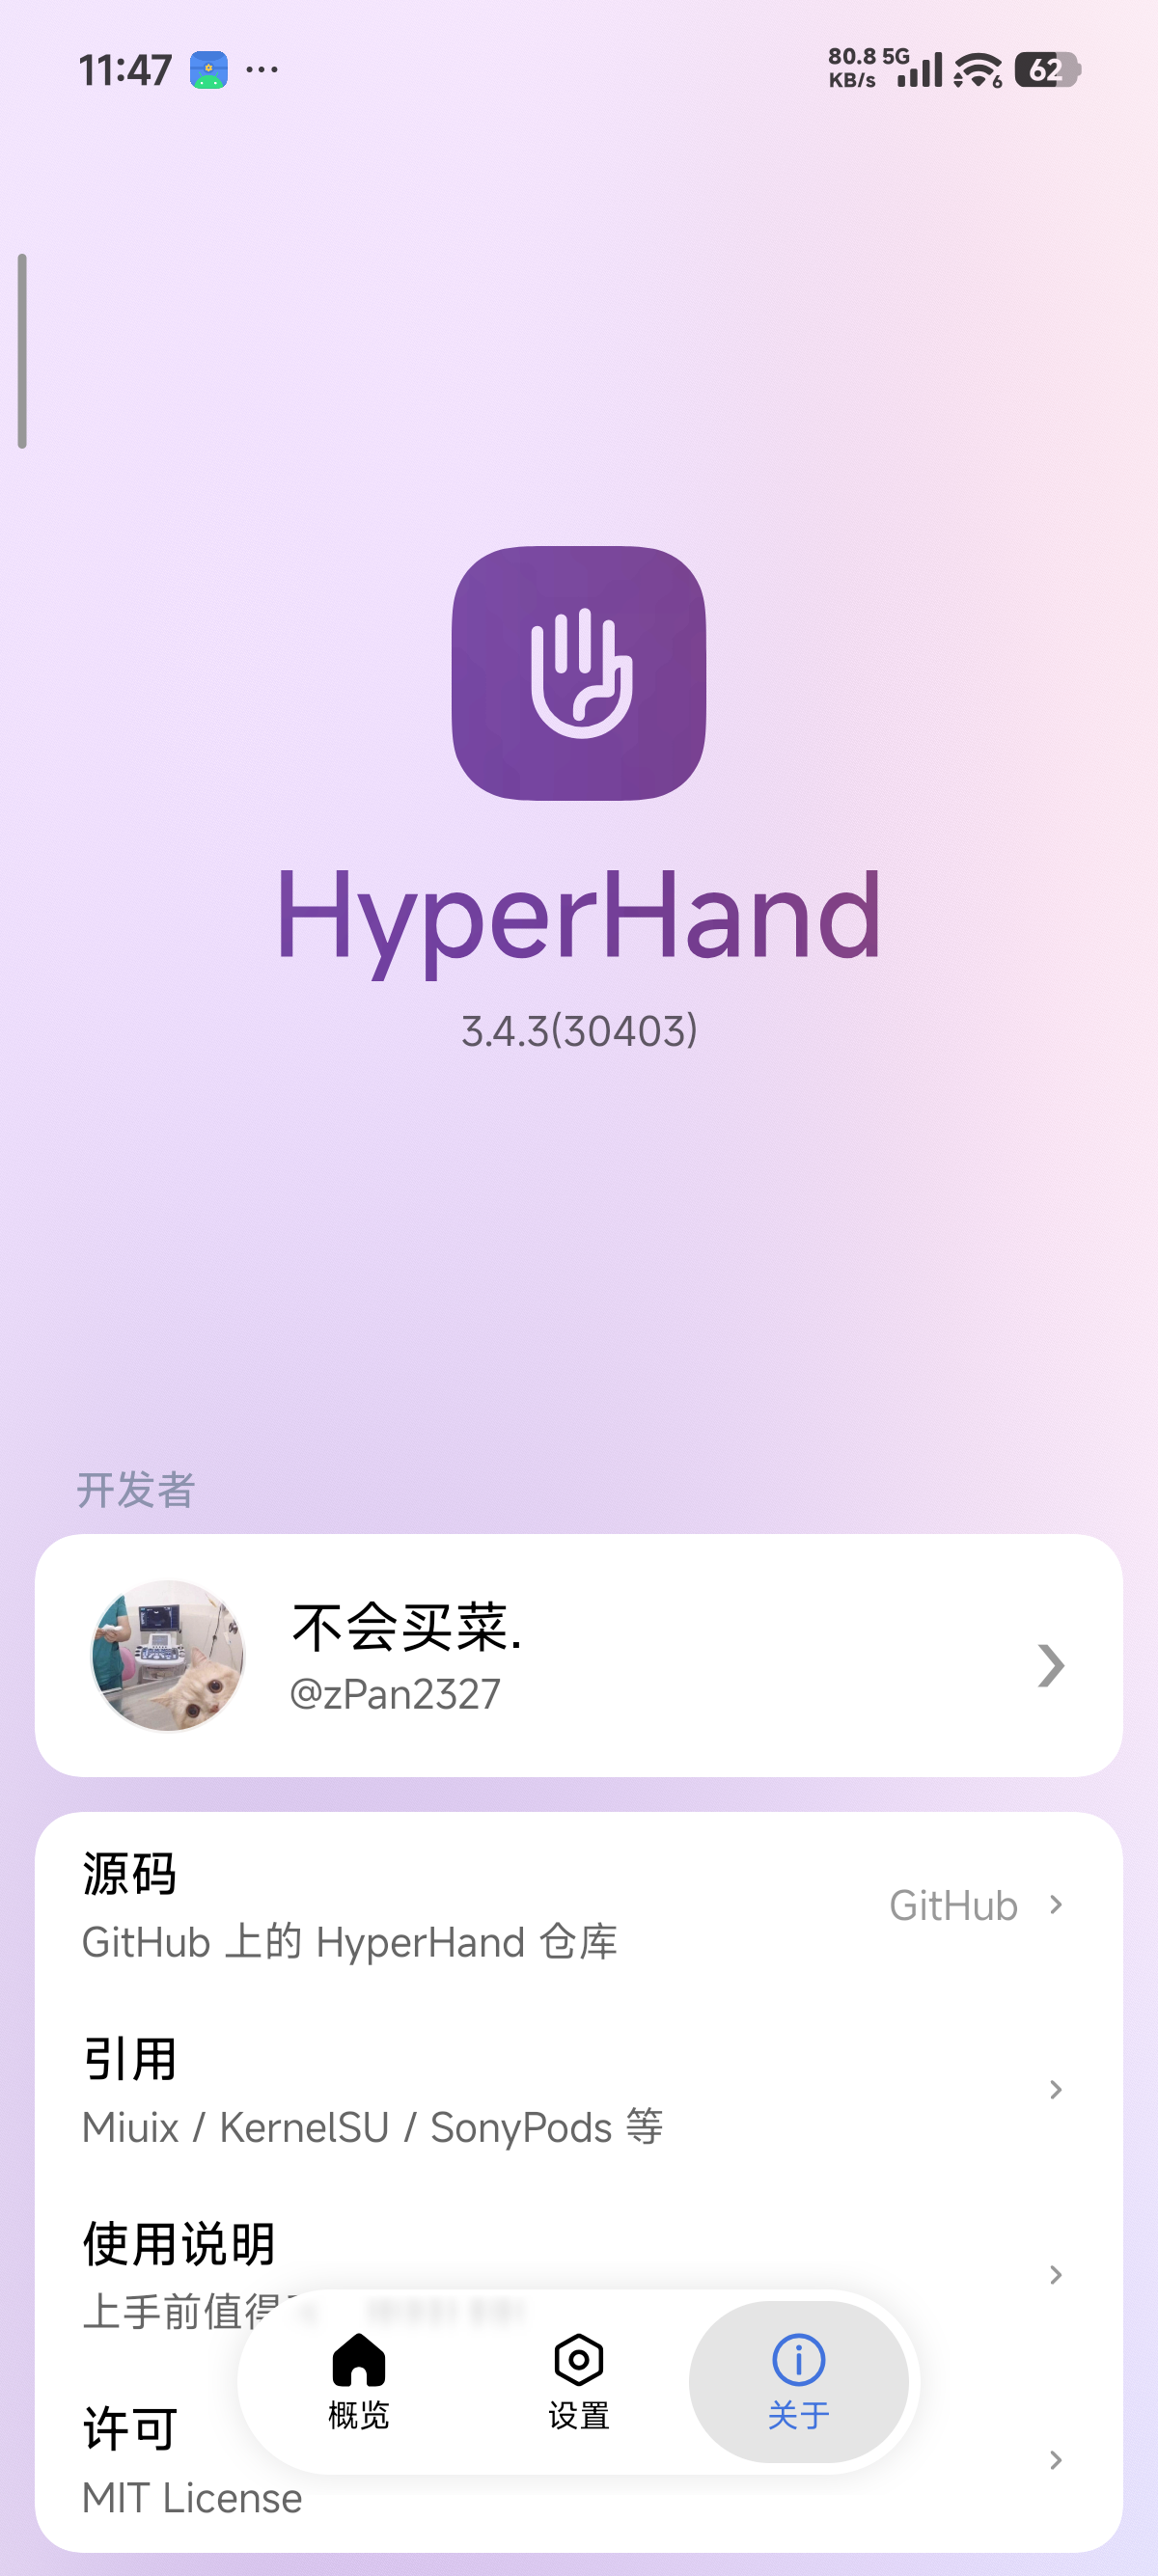 11:47
80.8 5G
KB/s
6
62
HyperHand
3.4.3(30403)
开发者
不会买菜.
@zPan2327
源码
GitHub
GitHub 上的 HyperHand 仓库
引用
Miuix / KernelSU / SonyPods 等
使用说明
上手前值得
概览
设置
关于
许可
MIT License